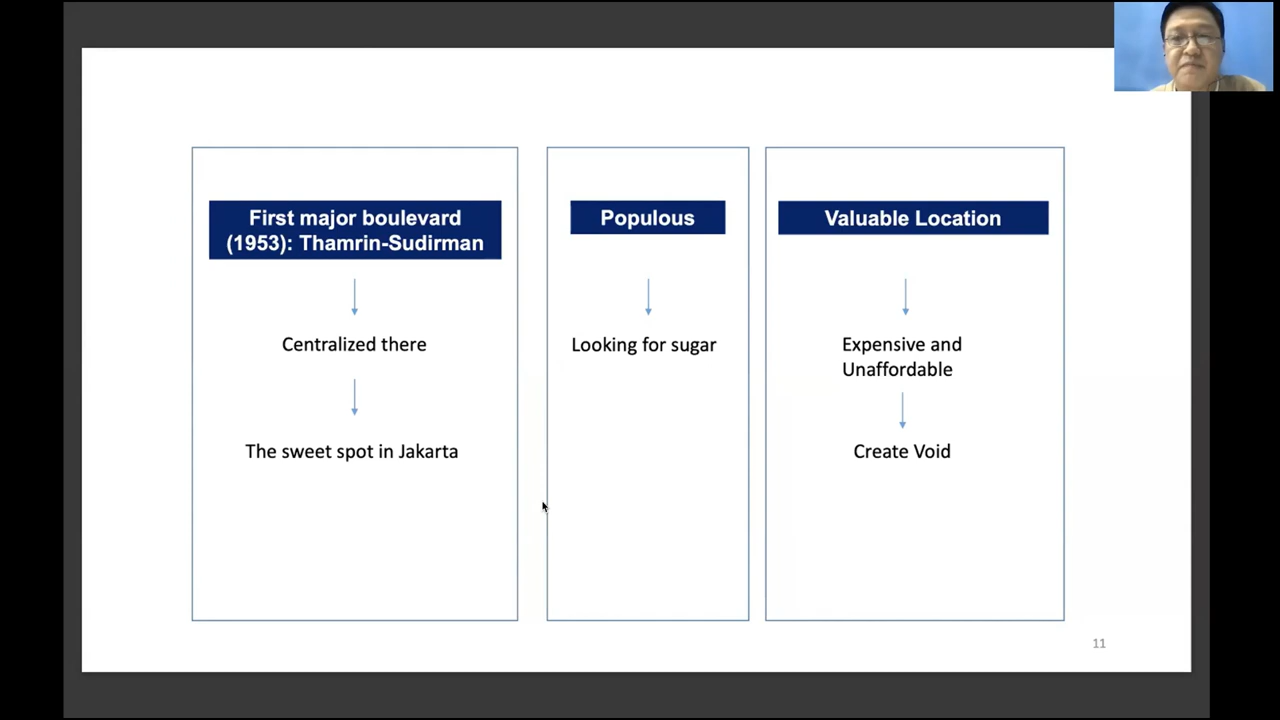 First major boulevard
(1953): Thamrin-Sudirman
Centralized there
The sweet spot in Jakarta
Populous
Looking for sugar
Valuable Location
Expensive and
Unaffordable
Create Void
11